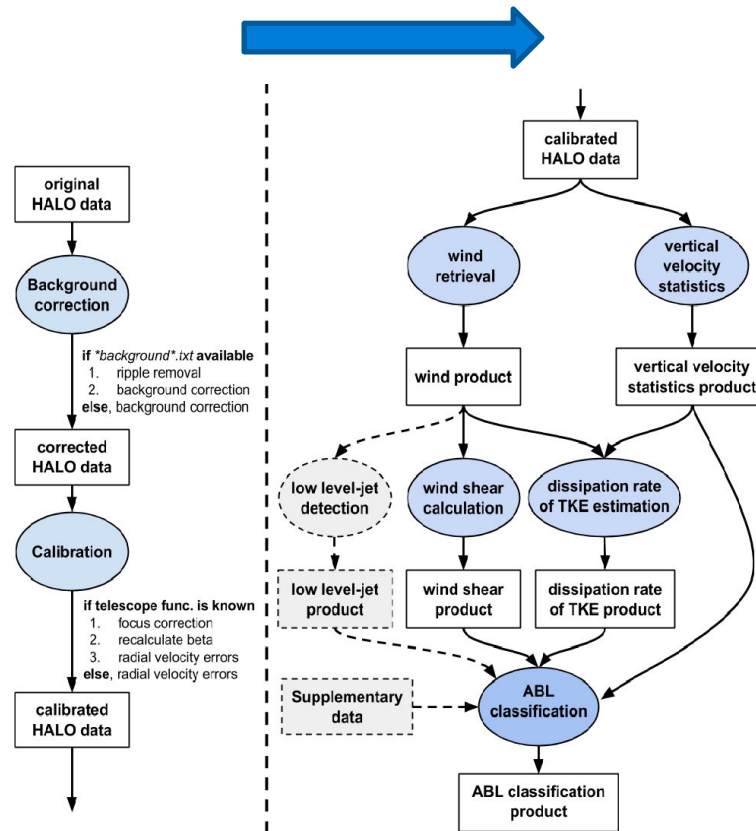 original
HALO data
Background
correction
if *background*.txt available
1. ripple removal
2. background correction
else, background correction
corrected
HALO data
Calibration
if telescope func. is known
1. focus correction
2. recalculate beta
3. radial velocity errors
else, radial velocity errors
calibrated
HALO data
calibrated
HALO data
wind
retrieval
vertical
velocity
statistics
wind product
vertical velocity
statistics product
low level-jet
detection
wind shear
calculation
dissipation rate
of TKE estimation
low level-jet
product
wind shear
product
dissipation rate
of TKE product
Supplementary
data
ABL
classification
ABL classification
product